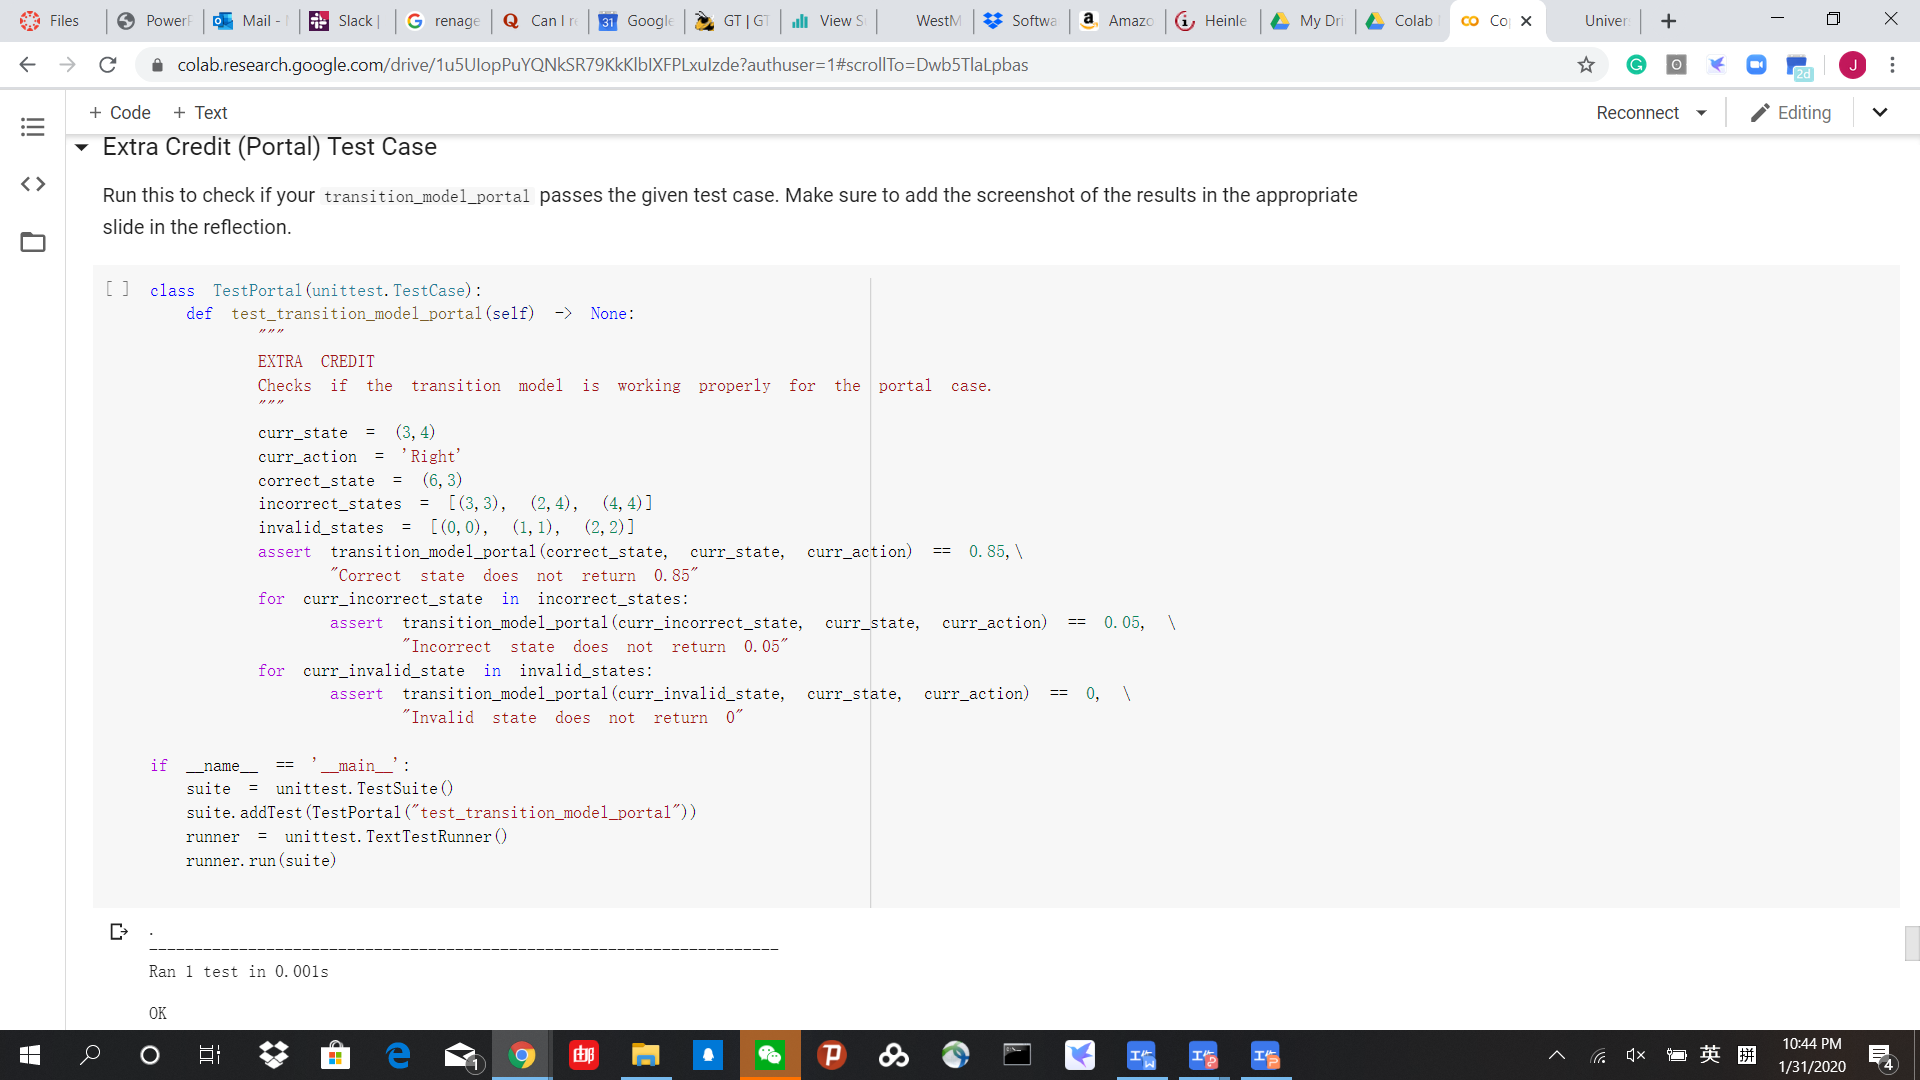 Files
Power
Mail -
Slack |
renage
Can I r
31
Google
GT | GT
View S
WestM
Softwa
Amazo
Heinle
My Dri
Colab
Co
Univer
colab.research.google.com/drive/1u5UIopPuYQNkSR79KkKlbIXFPLxulzde?authuser=1#scrollTo=Dwb5TlaLpbas
2d
J
+ Code + Text
Reconnect
Editing
Extra Credit (Portal) Test Case
Run this to check if your transition_model_portal passes the given test case. Make sure to add the screenshot of the results in the appropriate
slide in the reflection.
[ ] class TestPortal(unittest.TestCase):
def test_transition_model_portal(self) -> None:
"""
EXTRA CREDIT
Checks if the transition model is working properly for the portal case.
"""
curr_state = (3,4)
curr_action = 'Right'
correct_state = (6,3)
incorrect_states = [(3,3), (2,4), (4,4)]
invalid_states = [(0,0), (1,1), (2,2)]
assert transition_model_portal(correct_state, curr_state, curr_action) == 0.85,\
"Correct state does not return 0.85"
for curr_incorrect_state in incorrect_states:
assert transition_model_portal(curr_incorrect_state, curr_state, curr_action) == 0.05, \
"Incorrect state does not return 0.05"
for curr_invalid_state in invalid_states:
assert transition_model_portal(curr_invalid_state, curr_state, curr_action) == 0, \
"Invalid state does not return 0"
if __name__ == '__main__':
suite = unittest.TestSuite()
suite.addTest(TestPortal("test_transition_model_portal"))
runner = unittest.TextTestRunner()
runner.run(suite)
.
----------------------------------------------------------------------
Ran 1 test in 0.001s
OK
1
邮
英
拼
10:44 PM
1/31/2020
4